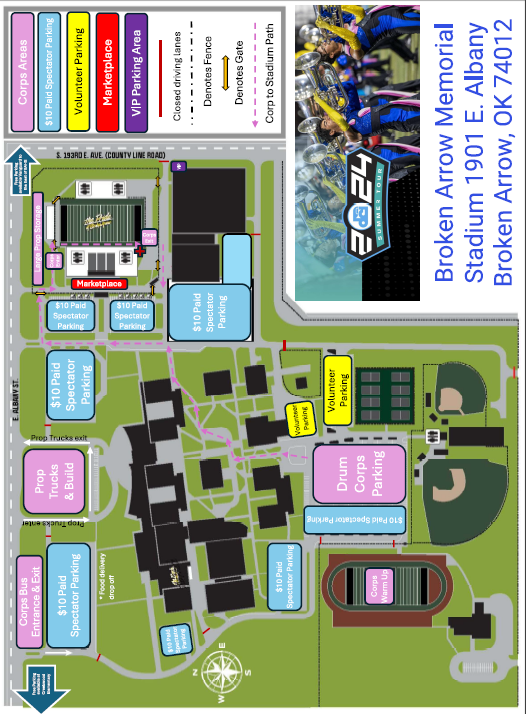 Corps Areas
$10 Paid Spectator Parking
Volunteer Parking
Marketplace
VIP Parking Area
Closed driving lanes
Denotes Fence
Denotes Gate
Corp to Stadium Path
2024
SUMMER TOUR
Broken Arrow Memorial
Stadium 1901 E. Albany
Broken Arrow, OK 74012
S. 193RD E. AVE. (COUNTY LINE ROAD)
E. ALBANY ST.
Large Prop Storage
Corps
Exit
Marketplace
$10 Paid
Spectator
Parking
$10 Paid
Spectator
Parking
$10 Paid
Spectator
Parking
$10 Paid
Spectator
Parking
Prop Trucks exit
Prop
Trucks
& Build
Prop Trucks enter
Corps Bus
Entrance & Exit
$10 Paid
Spectator Parking
* Food delivery
drop off
$10 Paid
Spectator
Parking
$10 Paid
Spectator
Parking
Volunteer
Parking
Volunteer
Parking
Drum
Corps
Parking
$10 Paid Spectator Parking
Corps
Warm Up
N
E
S
W